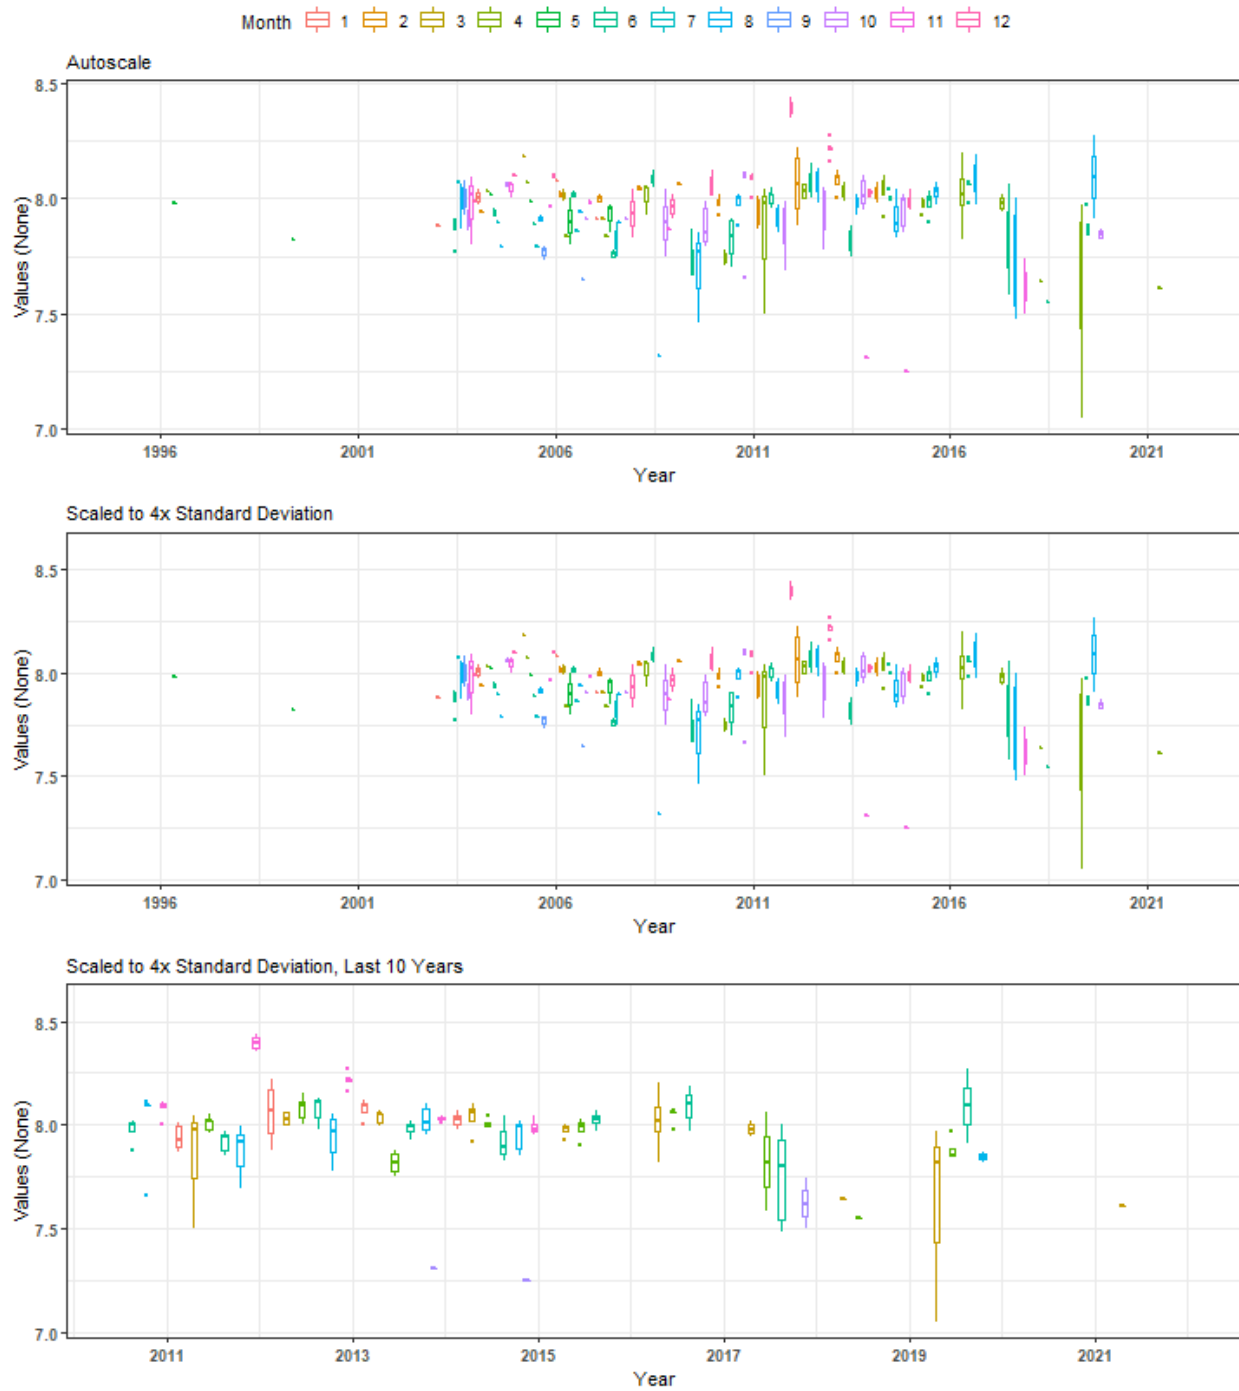 Month 1 2 3 4 5 6 7 8 9 10 11 12
Autoscale
8.5
8.0
7.5
7.0
Values (None)
1996 2001 2006 2011 2016 2021
Year
Scaled to 4x Standard Deviation
8.5
8.0
7.5
7.0
Values (None)
1996 2001 2006 2011 2016 2021
Year
Scaled to 4x Standard Deviation, Last 10 Years
8.5
8.0
7.5
7.0
Values (None)
2011 2013 2015 2017 2019 2021
Year